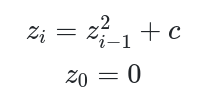 $z_i = z_{i-1}^2 + c$
$z_0 = 0$